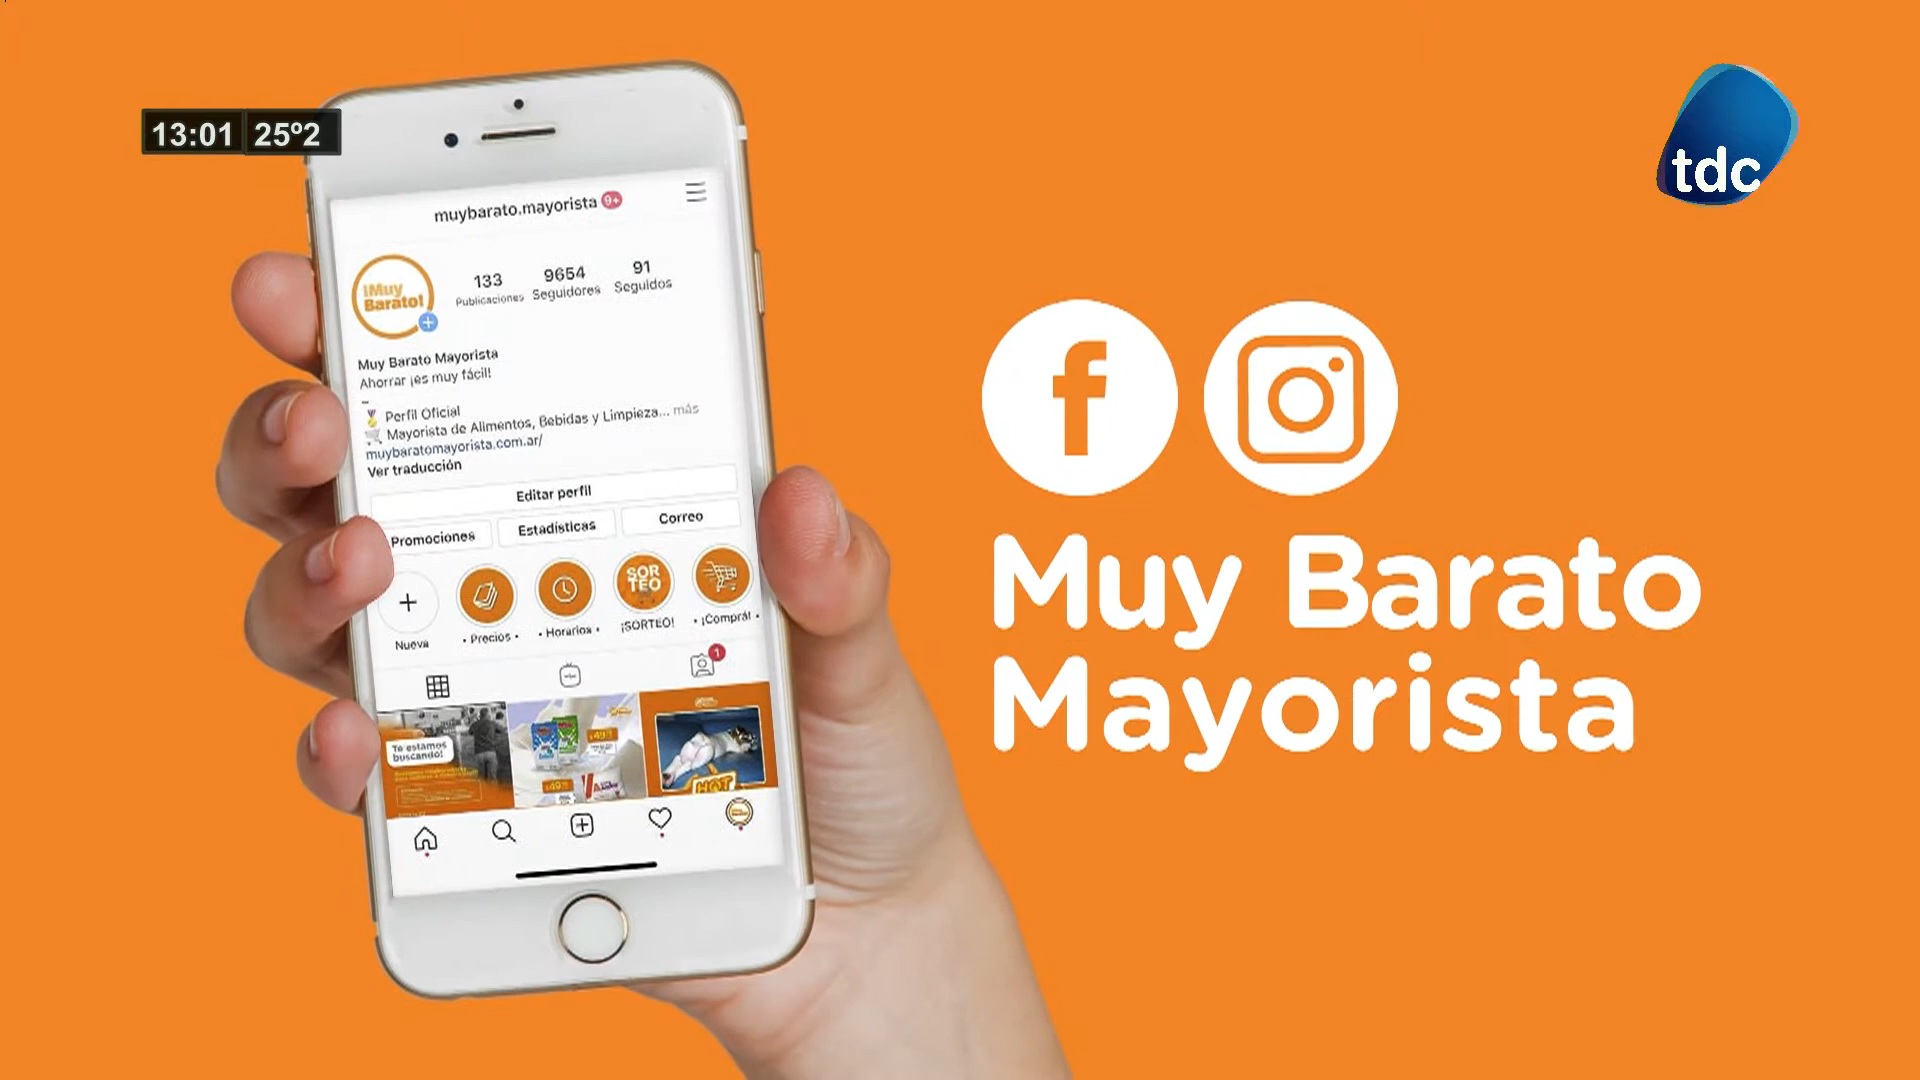 13:01 25º2
tdc
muybarato.mayorista 9+
¡Muy
Barato!
133 9654 91
Publicaciones Seguidores Seguidos
Muy Barato Mayorista
Ahorrar ¡es muy fácil!
Perfil Oficial
Mayorista de Alimentos, Bebidas y Limpieza... más
muybaratomayorista.com.ar/
Ver traducción
Editar perfil
Promociones Estadísticas Correo
SOR
TEO
Nueva • Precios • • Horarios • ¡SORTEO! • ¡Comprá! •
1
Te estamos
buscando!
HOT
f
Muy Barato
Mayorista